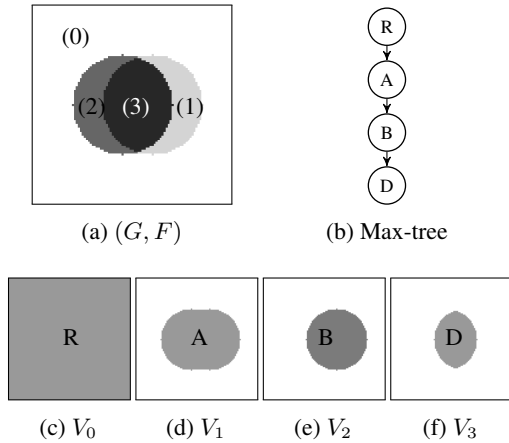 (0)
(2) (3) (1)
(a) (G, F)
R
A
B
D
(b) Max-tree
R A B D
(c) V0 (d) V1 (e) V2 (f) V3